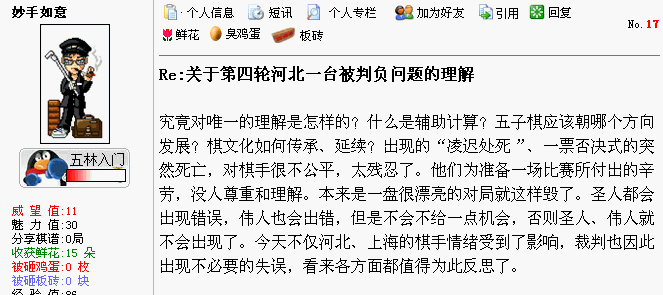 妙手如意
五林入门
威 望 值:11
魅 力 值:30
分享棋谱:0局
收获鲜花:15 朵
被砸鸡蛋:0 枚
被砸板砖:0 块
个人信息 短讯 个人专栏 加为好友 引用 回复
鲜花 臭鸡蛋 板砖
No.17
Re:关于第四轮河北一台被判负问题的理解
究竟对唯一的理解是怎样的？什么是辅助计算？五子棋应该朝哪个方向
发展？棋文化如何传承、延续？出现的“凌迟处死 ”、一票否决式的突
然死亡，对棋手很不公平，太残忍了。他们为准备一场比赛所付出的辛
劳，没人尊重和理解。本来是一盘很漂亮的对局就这样毁了。圣人都会
出现错误，伟人也会出错，但是不会不给一点机会，否则圣人、伟人就
不会出现了。今天不仅河北、上海的棋手情绪受到了影响，裁判也因此
出现不必要的失误，看来各方面都值得为此反思了。